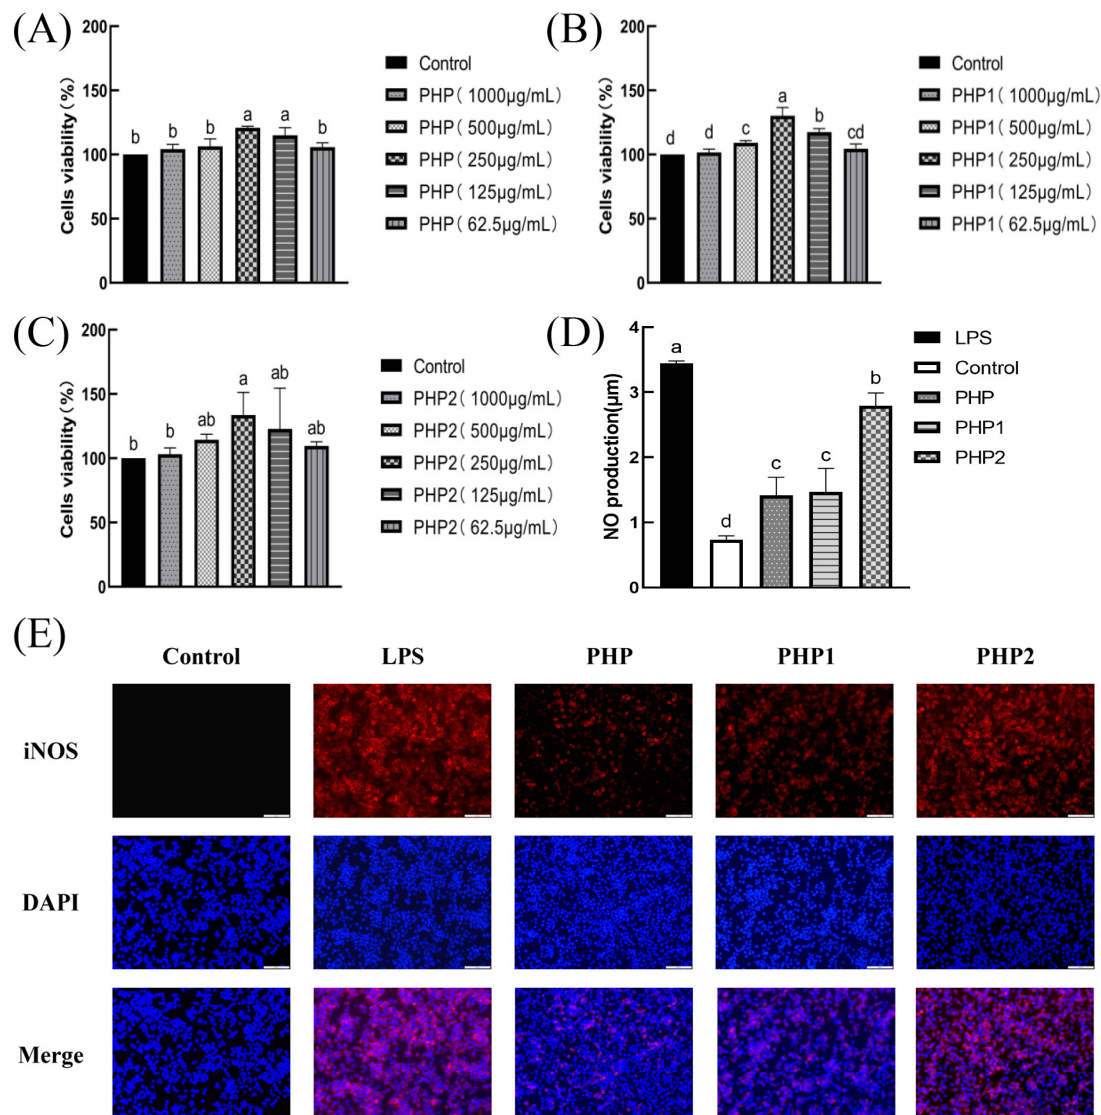 (A)
200
150
100
50
0
Cells viability (%)
b
b
b
a
a
b
Control
PHP( 1000μg/mL)
PHP( 500μg/mL)
PHP( 250μg/mL)
PHP( 125μg/mL)
PHP( 62.5μg/mL)
(B)
200
150
100
50
0
Cells viability (%)
d
d
c
a
b
cd
Control
PHP1( 1000μg/mL)
PHP1( 500μg/mL)
PHP1( 250μg/mL)
PHP1( 125μg/mL)
PHP1( 62.5μg/mL)
(C)
200
150
100
50
0
Cells viability (%)
b
b
ab
a
ab
ab
Control
PHP2( 1000μg/mL)
PHP2( 500μg/mL)
PHP2( 250μg/mL)
PHP2( 125μg/mL)
PHP2( 62.5μg/mL)
(D)
4
3
2
1
0
NO production(μm)
a
d
c
c
b
LPS
Control
PHP
PHP1
PHP2
(E)
Control LPS PHP PHP1 PHP2
iNOS
DAPI
Merge